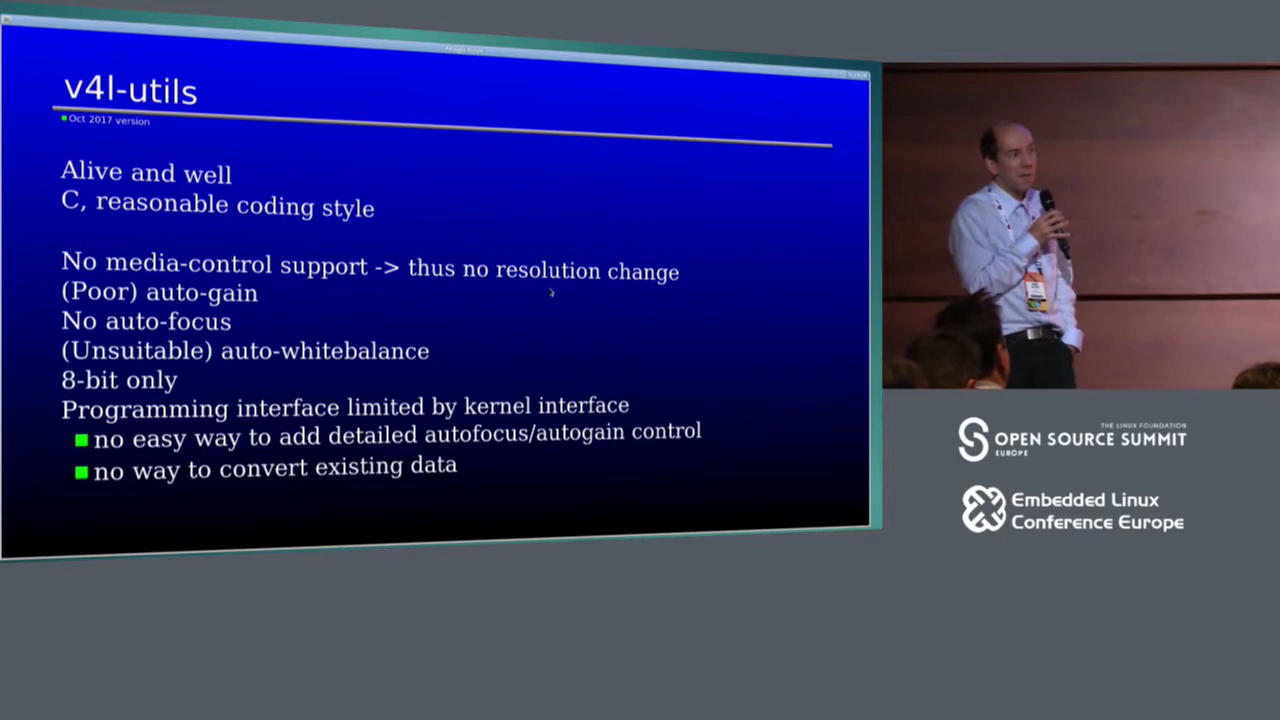 v4l-utils
Oct 2017 version
Alive and well
C, reasonable coding style
No media-control support -> thus no resolution change
(Poor) auto-gain
No auto-focus
(Unsuitable) auto-whitebalance
8-bit only
Programming interface limited by kernel interface
no easy way to add detailed autofocus/autogain control
no way to convert existing data
THE LINUX FOUNDATION
OPEN SOURCE SUMMIT
EUROPE
Embedded Linux
Conference Europe